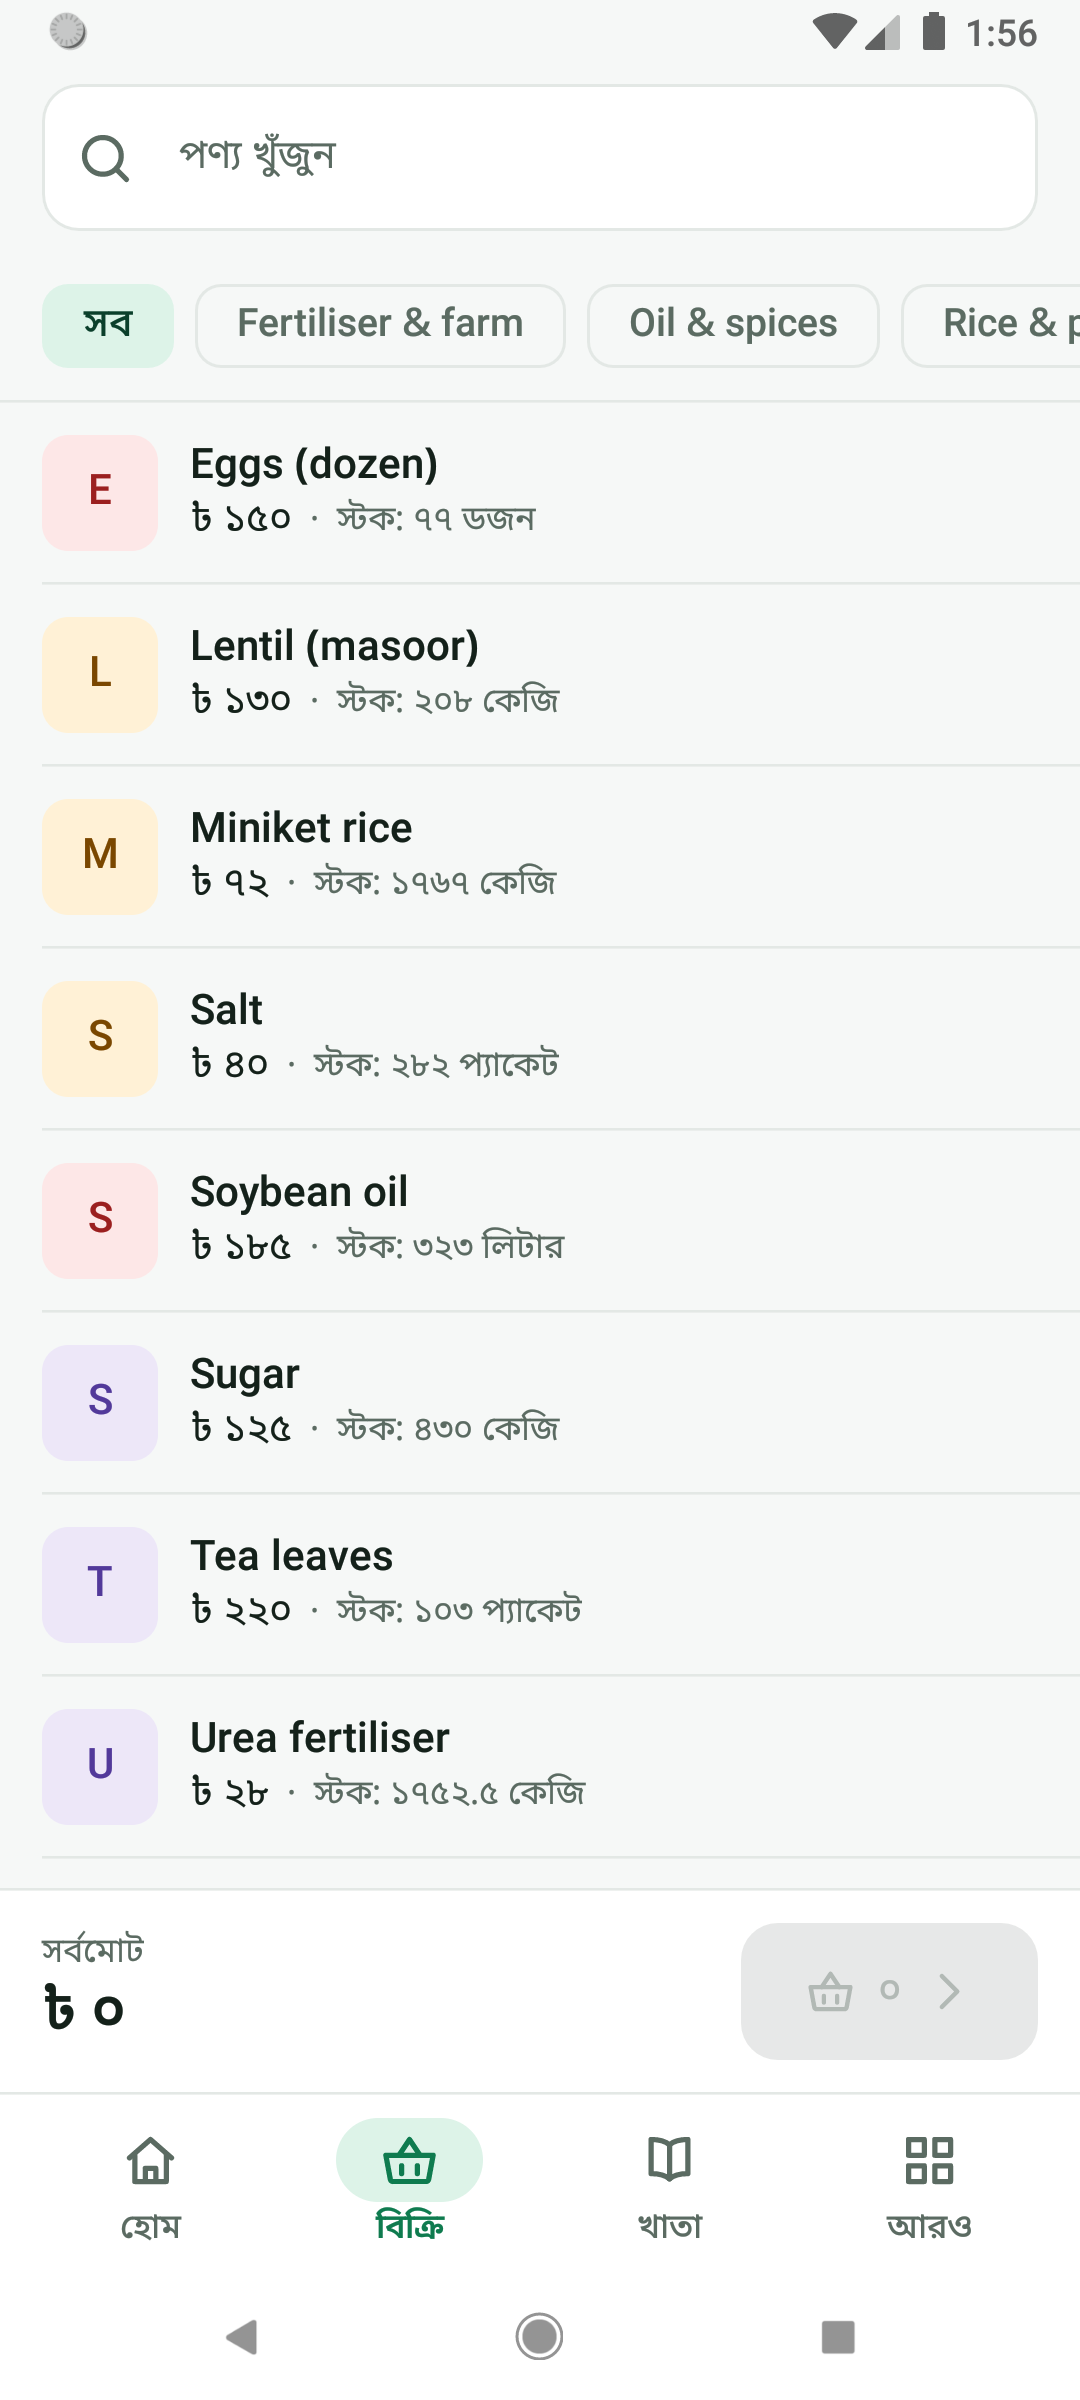 1:56
পণ্য খুঁজুন
সব
Fertiliser & farm
Oil & spices
Rice & p
E
Eggs (dozen)
৳ ১৫০ · স্টক: ৭৭ ডজন
L
Lentil (masoor)
৳ ১৩০ · স্টক: ২০৮ কেজি
M
Miniket rice
৳ ৭২ · স্টক: ১৭৬৭ কেজি
S
Salt
৳ ৪০ · স্টক: ২৮২ প্যাকেট
S
Soybean oil
৳ ১৮৫ · স্টক: ৩২৩ লিটার
S
Sugar
৳ ১২৫ · স্টক: ৪৩০ কেজি
T
Tea leaves
৳ ২২০ · স্টক: ১০৩ প্যাকেট
U
Urea fertiliser
৳ ২৮ · স্টক: ১৭৫২.৫ কেজি
সর্বমোট
৳ ০
০
হোম
বিক্রি
খাতা
আরও